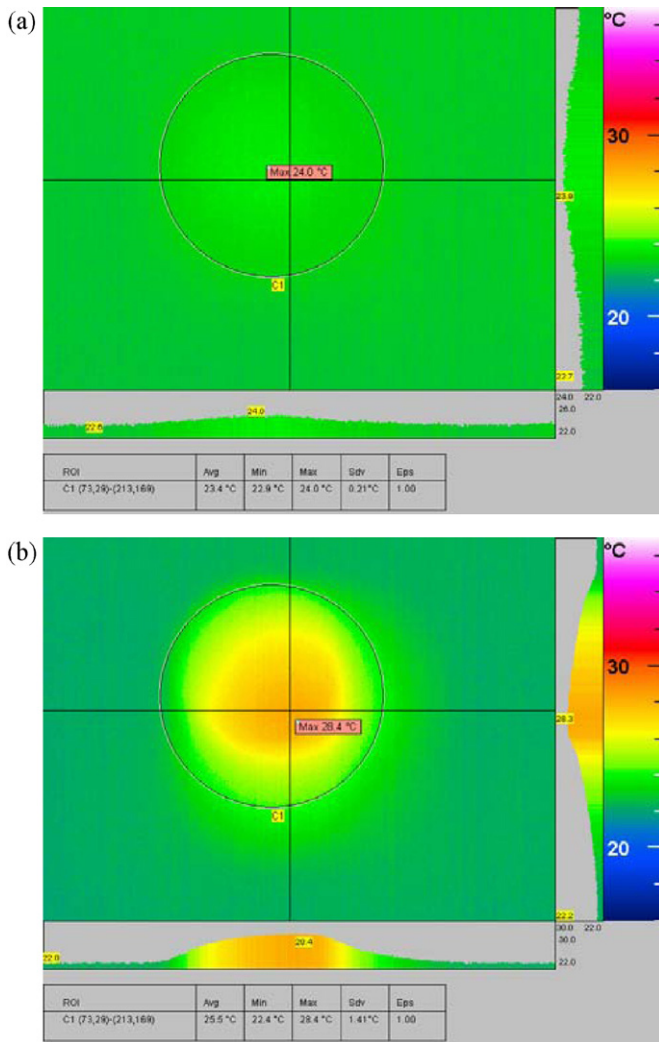 (a)
°C
30
20
Max 24.0 °C
C1
23.9
22.7
24.0 22.0
26.0
22.0
22.6
24.0
ROI Avg Min Max Sdv Eps
C1 (73,29)-(213,169) 23.4 °C 22.9 °C 24.0 °C 0.21°C 1.00
(b)
°C
30
20
Max 28.4 °C
C1
28.3
22.2
30.0 22.0
30.0
22.0
22.0
28.4
ROI Avg Min Max Sdv Eps
C1 (73,29)-(213,169) 25.5 °C 22.4 °C 28.4 °C 1.41°C 1.00